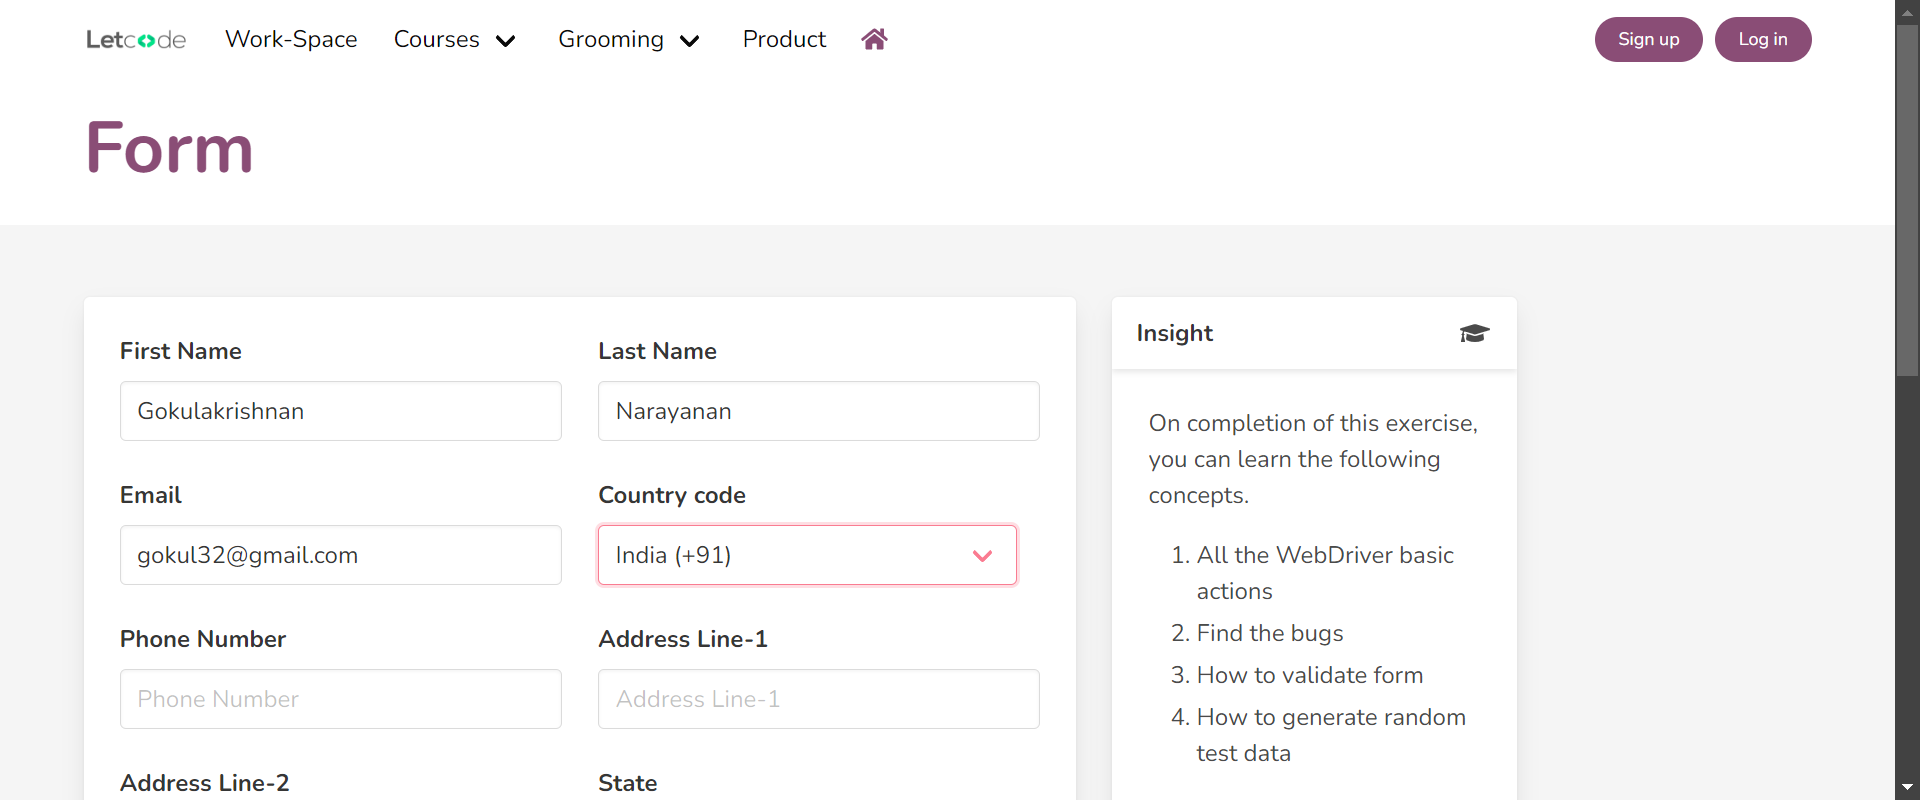 Letcode Work-Space Courses Grooming Product Sign up Log in
Form
First Name Last Name
Gokulakrishnan Narayanan
Email Country code
gokul32@gmail.com India (+91)
Phone Number Address Line-1
Phone Number Address Line-1
Address Line-2 State
Insight
On completion of this exercise,
you can learn the following
concepts.
1. All the WebDriver basic
actions
2. Find the bugs
3. How to validate form
4. How to generate random
test data